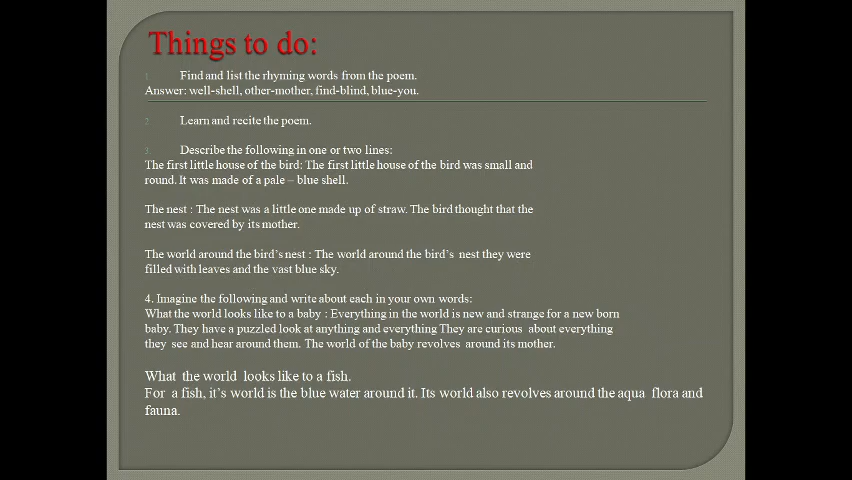 Things to do:
1. Find and list the rhyming words from the poem.
Answer: well-shell, other-mother, find-blind, blue-you.
2. Learn and recite the poem.
3. Describe the following in one or two lines:
The first little house of the bird: The first little house of the bird was small and
round. It was made of a pale – blue shell.
The nest : The nest was a little one made up of straw. The bird thought that the
nest was covered by its mother.
The world around the bird's nest : The world around the bird's nest they were
filled with leaves and the vast blue sky.
4. Imagine the following and write about each in your own words:
What the world looks like to a baby : Everything in the world is new and strange for a new born
baby. They have a puzzled look at anything and everything They are curious about everything
they see and hear around them. The world of the baby revolves around its mother.
What the world looks like to a fish.
For a fish, it's world is the blue water around it. Its world also revolves around the aqua flora and
fauna.